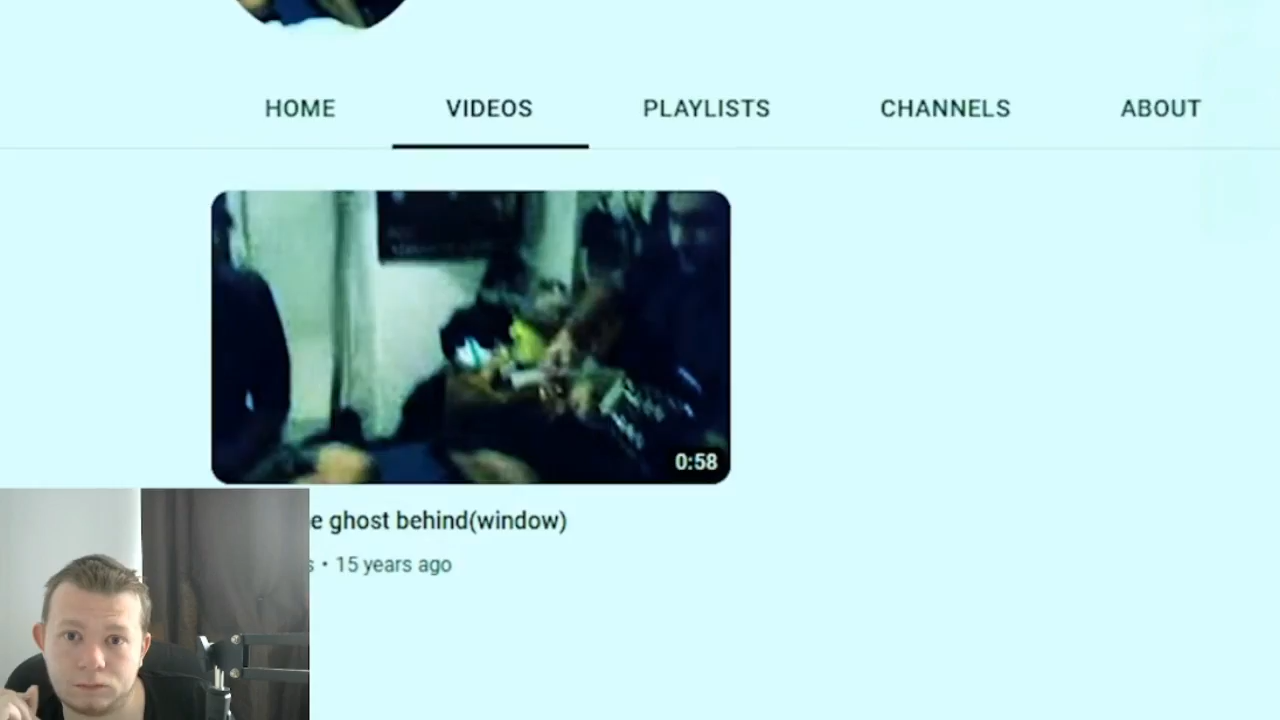 HOME VIDEOS PLAYLISTS CHANNELS ABOUT
0:58
ghost behind(window)
• 15 years ago